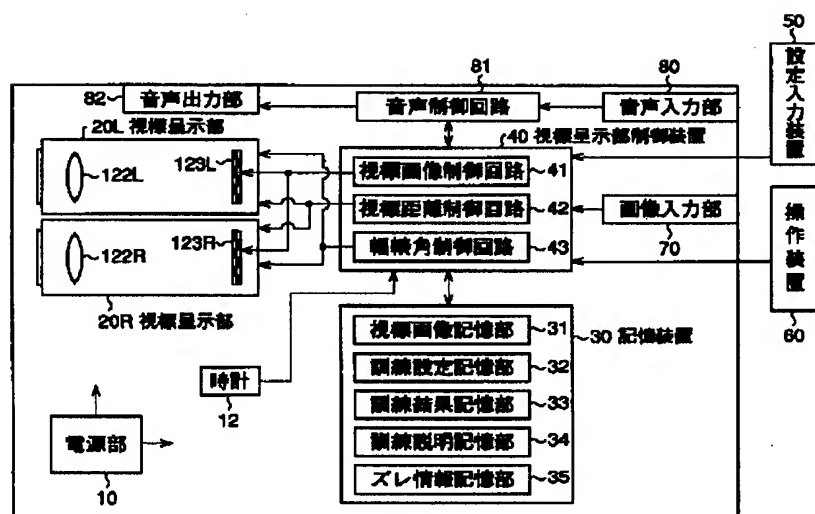 50
設定入力装置
81
80
82
音声出力部
音声制御回路
音声入力部
20L 視標呈示部
40 視標呈示部制御装置
122L
123L
視標画像制御回路
41
視標距離制御回路
42
画像入力部
70
操作装置
60
122R
123R
輻輳角制御回路
43
20R 視標呈示部
視標画像記憶部
31
30 記憶装置
訓練設定記憶部
32
時計
12
訓練結果記憶部
33
訓練説明記憶部
34
電源部
10
ズレ情報記憶部
35